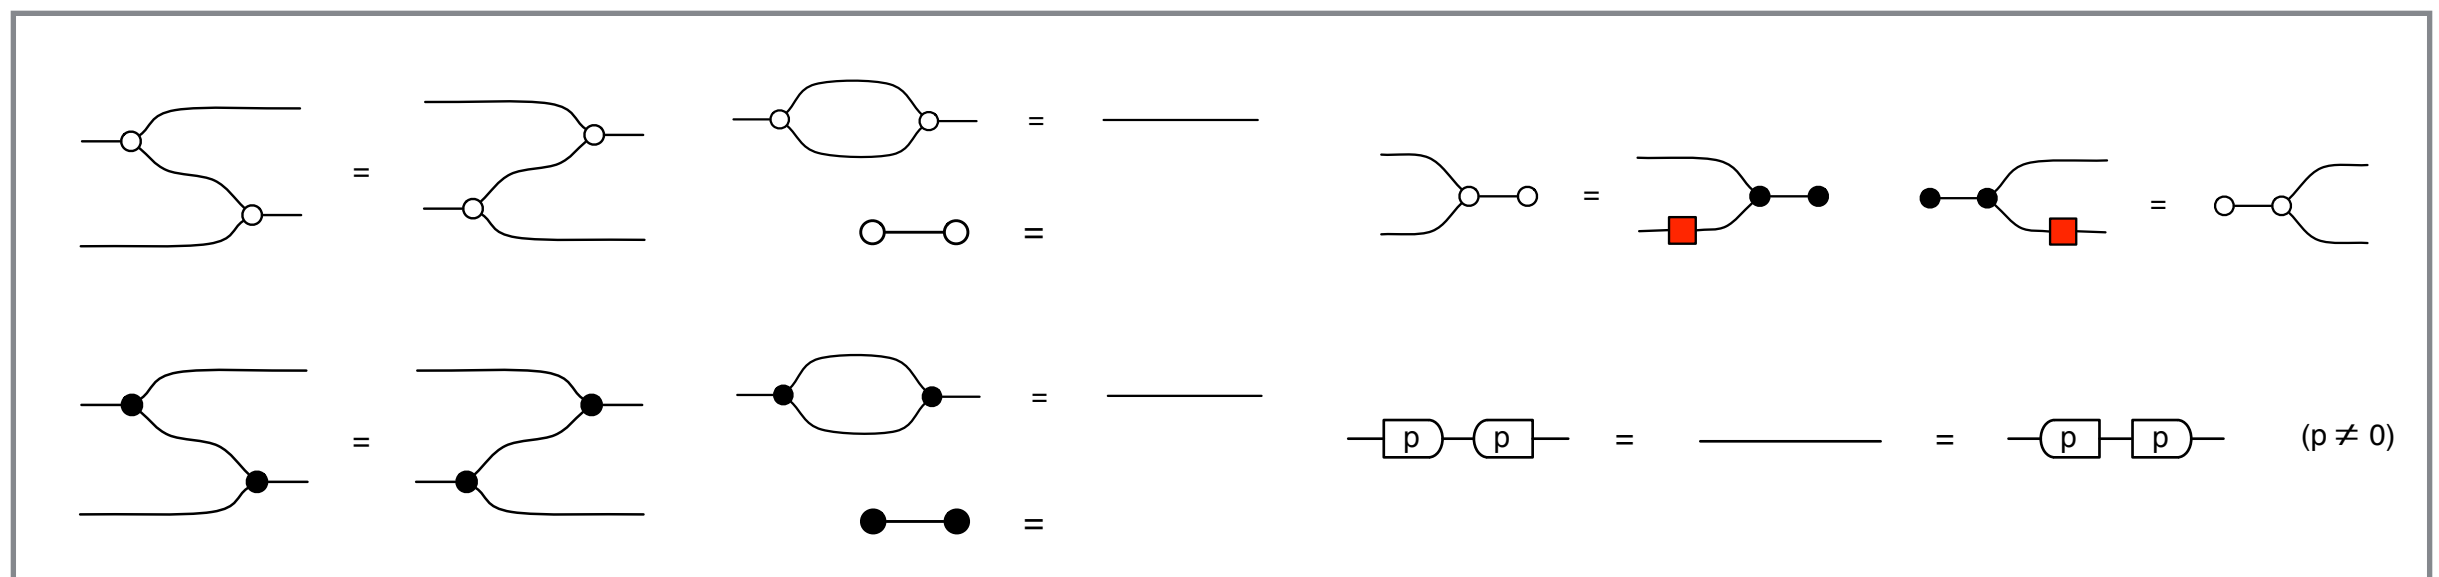 = = = =
= =
= = p p = = p p (p ≠ 0)
=